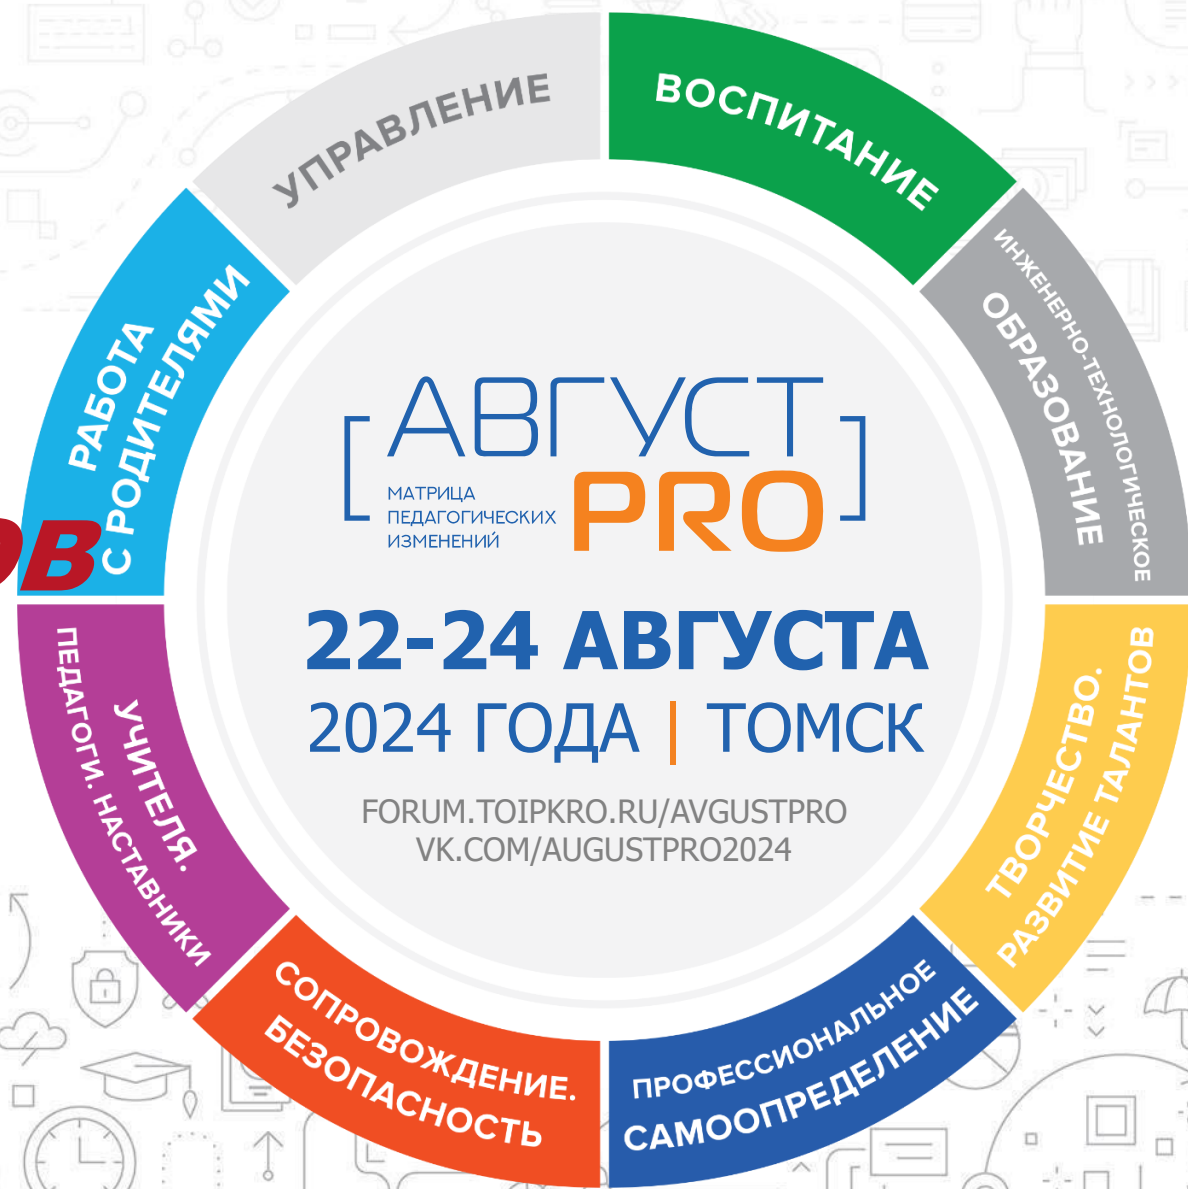 УПРАВЛЕНИЕ
ВОСПИТАНИЕ
ИНЖЕНЕРНО-ТЕХНОЛОГИЧЕСКОЕ
ОБРАЗОВАНИЕ
ТВОРЧЕСТВО.
РАЗВИТИЕ ТАЛАНТОВ
ПРОФЕССИОНАЛЬНОЕ
САМООПРЕДЕЛЕНИЕ
СОПРОВОЖДЕНИЕ.
БЕЗОПАСНОСТЬ
УЧИТЕЛЯ.
ПЕДАГОГИ. НАСТАВНИКИ
РАБОТА
С РОДИТЕЛЯМИ
АВГУСТ
PRO
МАТРИЦА
ПЕДАГОГИЧЕСКИХ
ИЗМЕНЕНИЙ
22-24 АВГУСТА
2024 ГОДА | ТОМСК
FORUM.TOIPKRO.RU/AVGUSTPRO
VK.COM/AUGUSTPRO2024